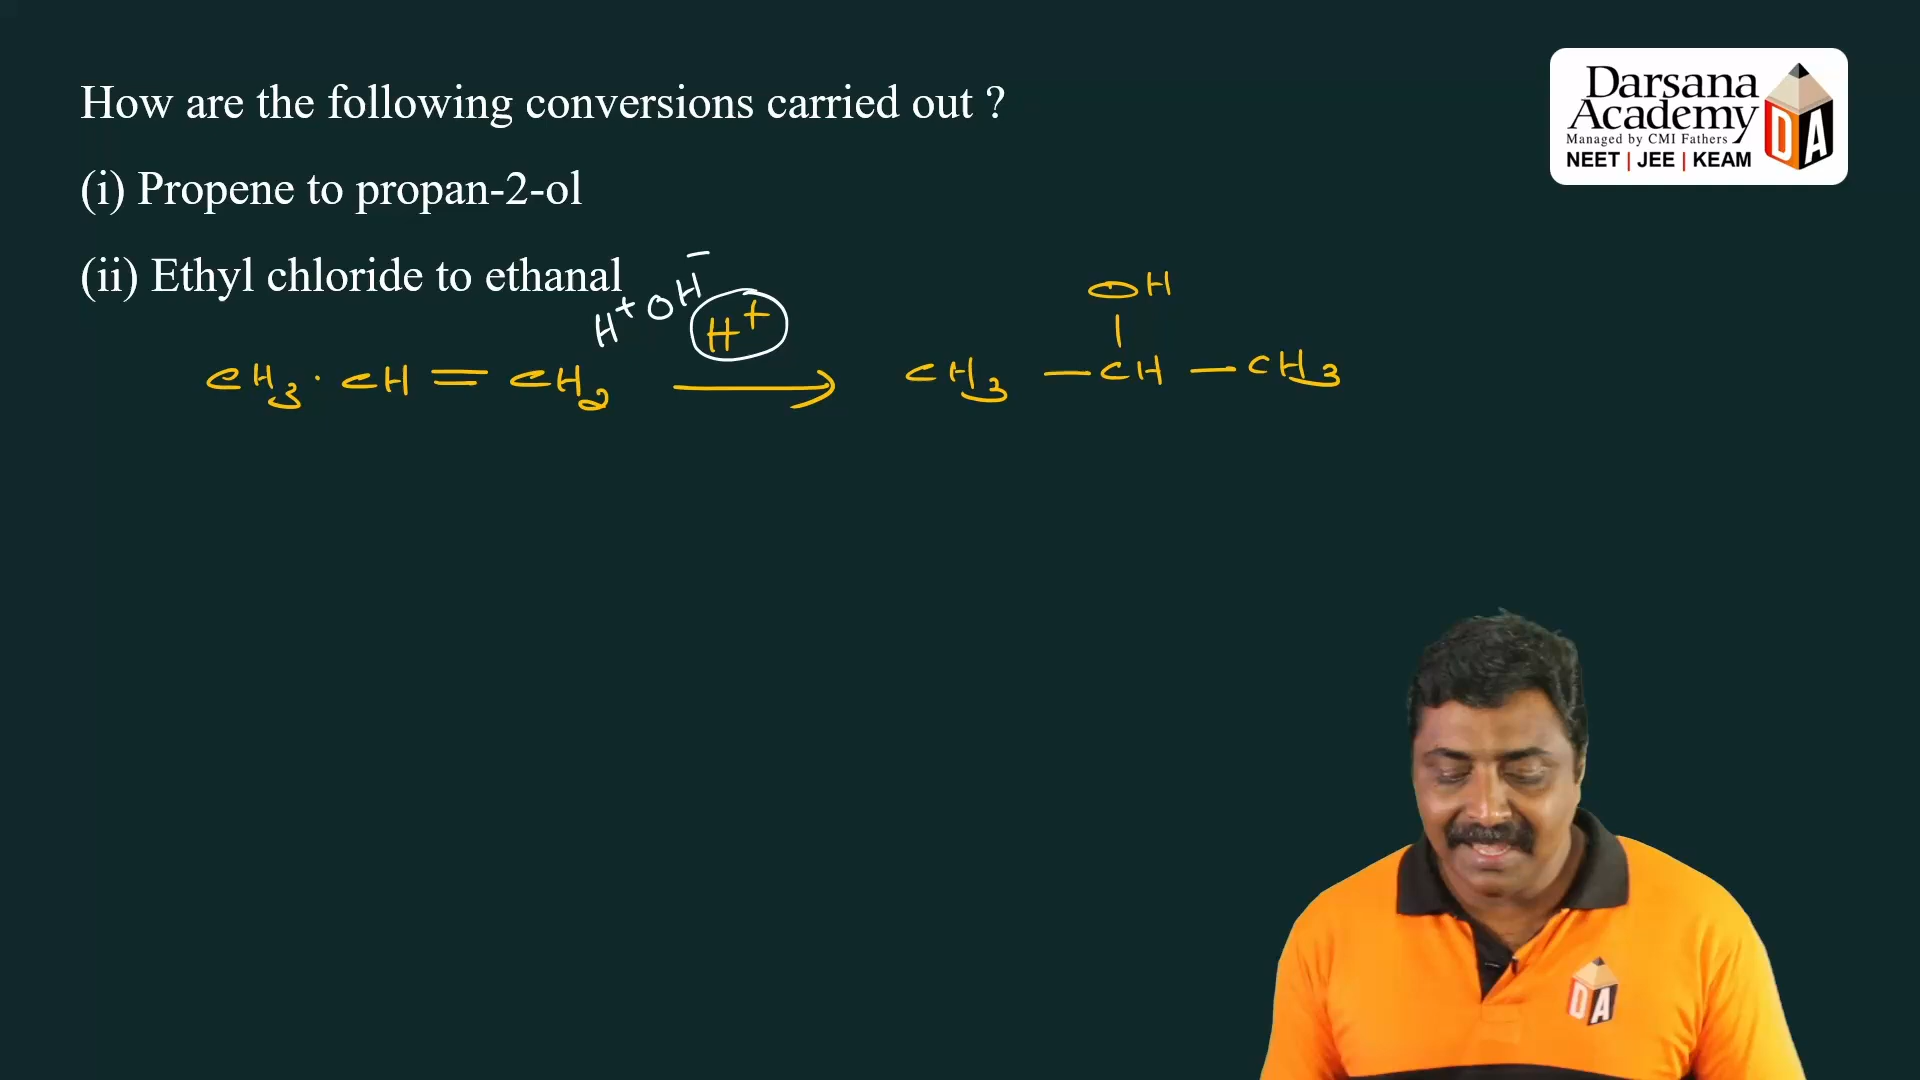 How are the following conversions carried out ?
(i) Propene to propan-2-ol
(ii) Ethyl chloride to ethanal
H⁺ OH⁻
H⁺
CH₃·CH=CH₂ ⟶ CH₃—CH—CH₃
OH
Darsana
Academy
Managed by CMI Fathers
NEET | JEE | KEAM
DA
DA